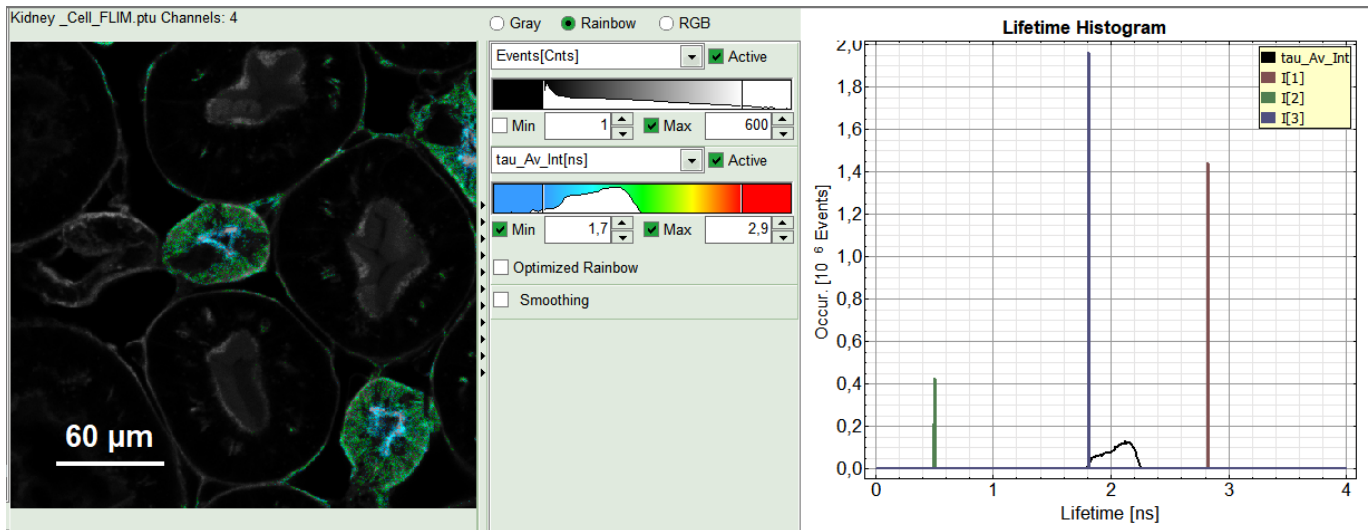 Kidney _Cell_FLIM.ptu Channels: 4
60 µm
Gray Rainbow RGB
Events[Cnts] Active
Min 1 Max 600
tau_Av_Int[ns] Active
Min 1,7 Max 2,9
Optimized Rainbow
Smoothing
Lifetime Histogram
tau_Av_Int
I[1]
I[2]
I[3]
Occur. [10 6 Events]
2,0
1,8
1,6
1,4
1,2
1,0
0,8
0,6
0,4
0,2
0,0
0 1 2 3 4
Lifetime [ns]